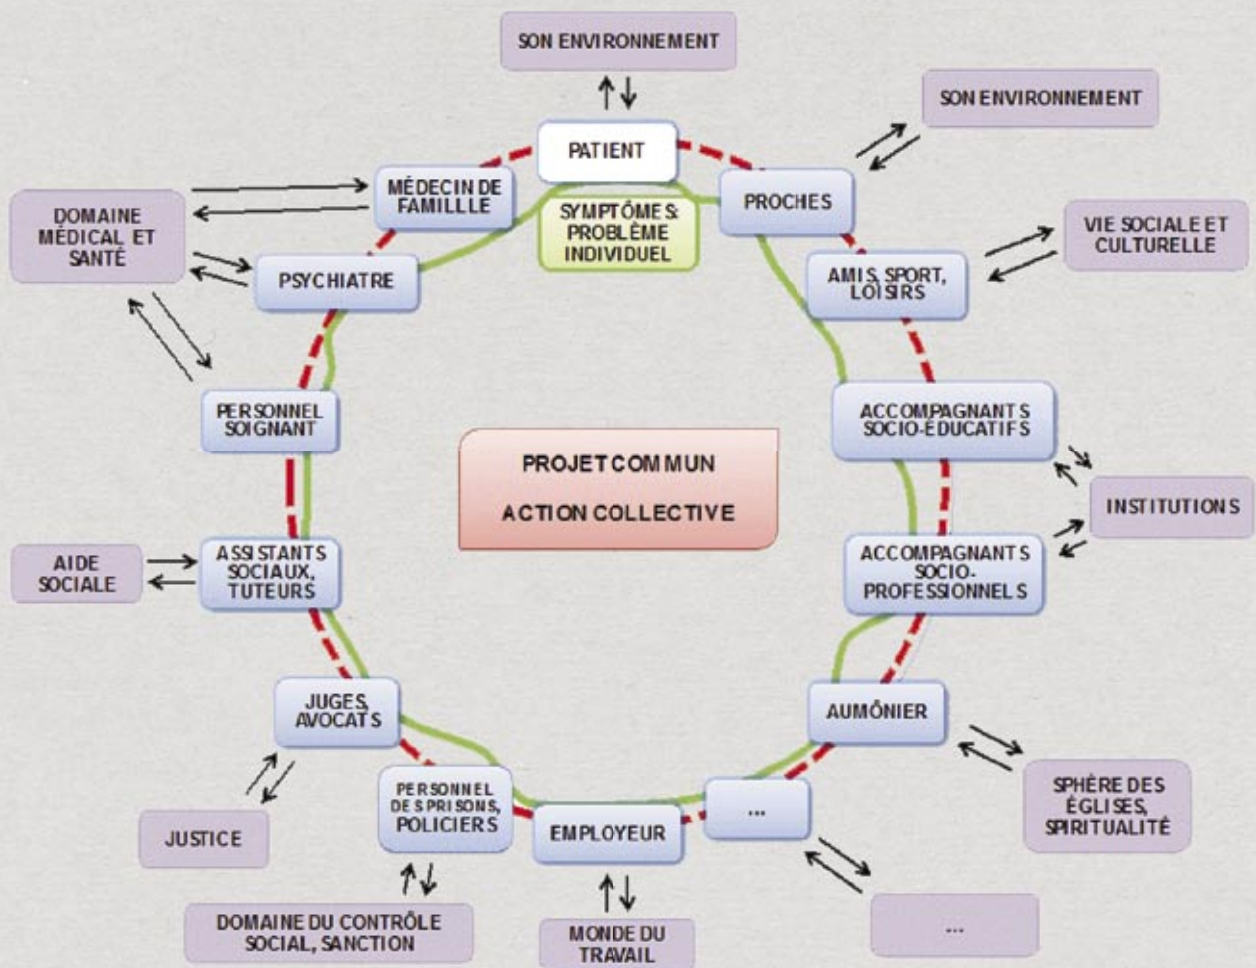 SON ENVIRONNEMENT
SON ENVIRONNEMENT
PATIENT
MÉDECIN DE
FAMILLLE
PROCHES
SYMPTÔMES:
PROBLÈME
INDIVIDUEL
DOMAINE
MÉDICAL ET
SANTÉ
VIE SOCIALE ET
CULTURELLE
PSYCHIATRE
AMIS, SPORT,
LOISIRS
PERSONNEL
SOIGNANT
ACCOMPAGNANTS
SOCIO-ÉDUCATIFS
PROJET COMMUN
ACTION COLLECTIVE
INSTITUTIONS
AIDE
SOCIALE
ASSISTANTS
SOCIAUX,
TUTEURS
ACCOMPAGNANTS
SOCIO-
PROFESSIONNELS
JUGES,
AVOCATS
AUMÔNIER
PERSONNEL
DES PRISONS,
POLICIERS
EMPLOYEUR
...
SPHÈRE DES
ÉGLISES,
SPIRITUALITÉ
JUSTICE
DOMAINE DU CONTRÔLE
SOCIAL, SANCTION
MONDE DU
TRAVAIL
...